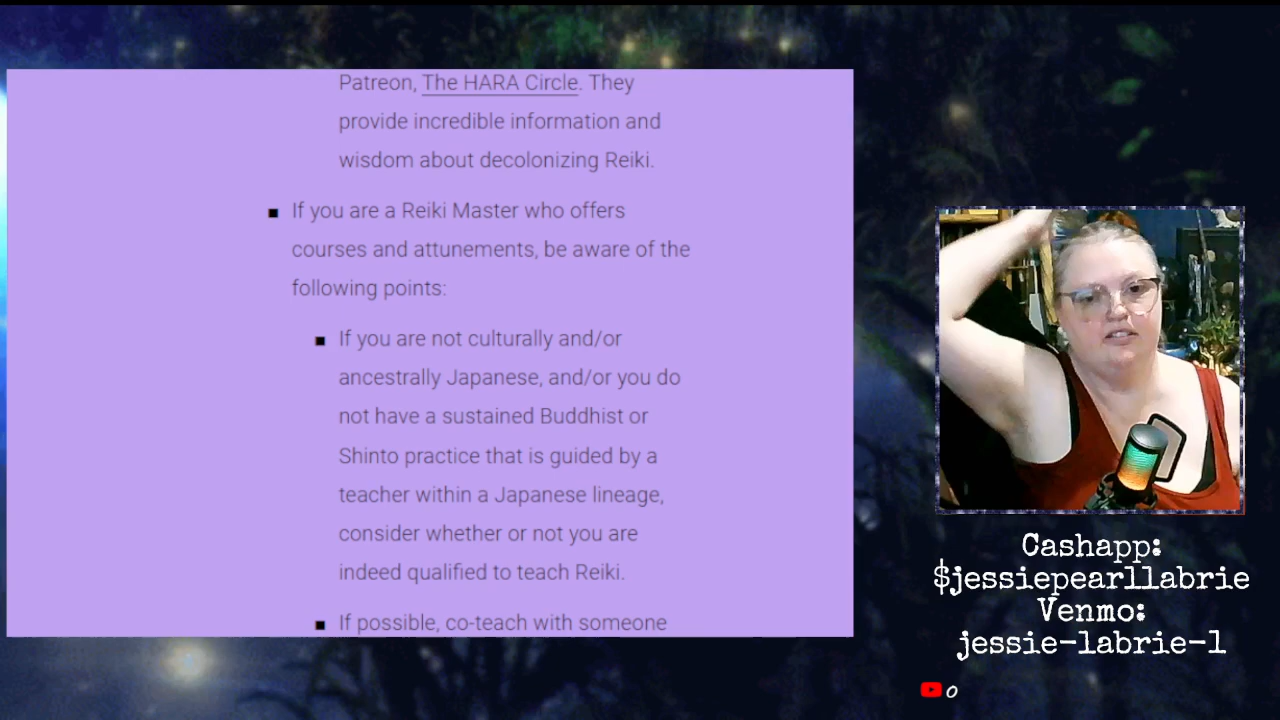 Patreon, The HARA Circle. They
provide incredible information and
wisdom about decolonizing Reiki.
■ If you are a Reiki Master who offers
courses and attunements, be aware of the
following points:
■ If you are not culturally and/or
ancestrally Japanese, and/or you do
not have a sustained Buddhist or
Shinto practice that is guided by a
teacher within a Japanese lineage,
consider whether or not you are
indeed qualified to teach Reiki.
■ If possible, co-teach with someone
Cashapp:
$jessiepearllabrie
Venmo:
jessie-labrie-1
0